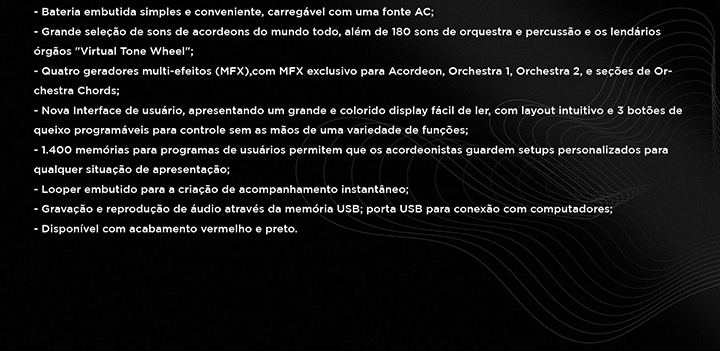 - Bateria embutida simples e conveniente, carregável com uma fonte AC;
- Grande seleção de sons de acordeons do mundo todo, além de 180 sons de orquestra e percussão e os lendários
órgãos "Virtual Tone Wheel";
- Quatro geradores multi-efeitos (MFX),com MFX exclusivo para Acordeon, Orchestra 1, Orchestra 2, e seções de Or-
chestra Chords;
- Nova Interface de usuário, apresentando um grande e colorido display fácil de ler, com layout intuitivo e 3 botões de
queixo programáveis para controle sem as mãos de uma variedade de funções;
- 1.400 memórias para programas de usuários permitem que os acordeonistas guardem setups personalizados para
qualquer situação de apresentação;
- Looper embutido para a criação de acompanhamento instantâneo;
- Gravação e reprodução de áudio através da memória USB; porta USB para conexão com computadores;
- Disponível com acabamento vermelho e preto.